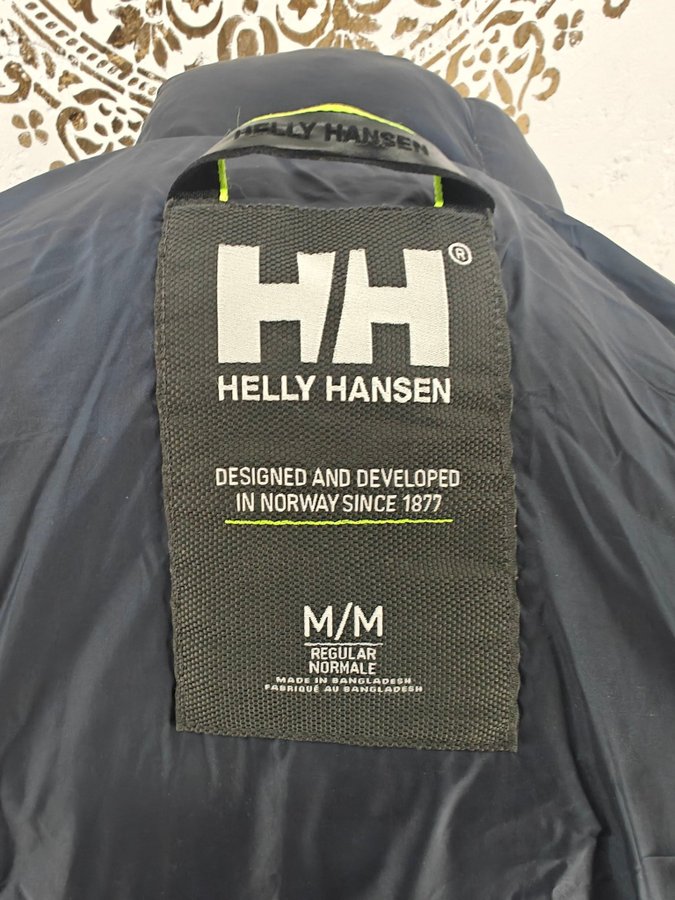 HELLY HANSEN
HH®
HELLY HANSEN
DESIGNED AND DEVELOPED
IN NORWAY SINCE 1877
M/M
REGULAR
NORMALE
MADE IN BANGLADESH
FABRIQUÉ AU BANGLADESH